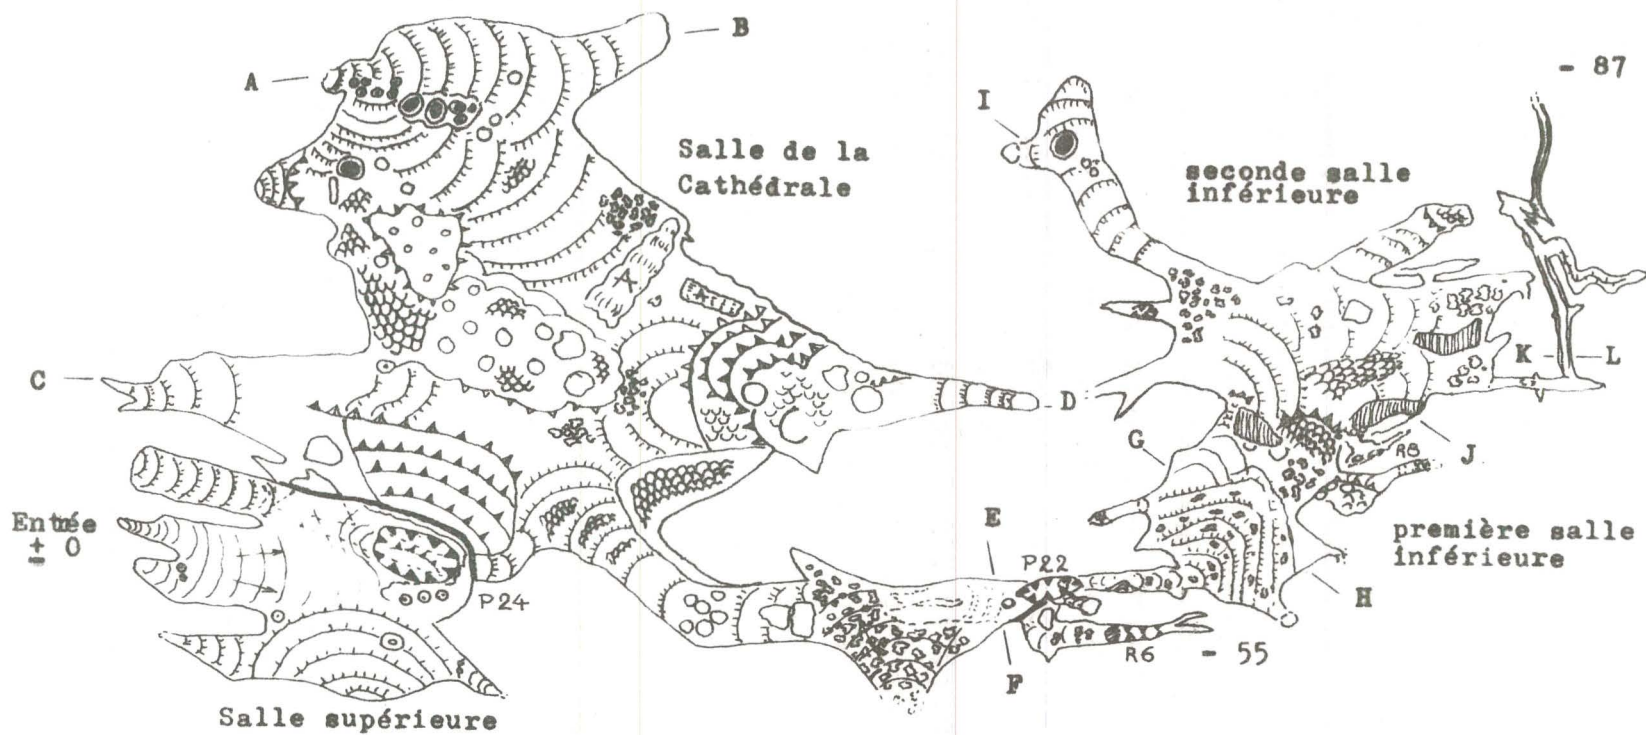 B
A
- 87
I
Salle de la
Cathédrale
seconde salle
inférieure
A
A
C
D
K
L
G
J
R8
Entrée
± 0
E
P22
première salle
inférieure
P24
H
R6
- 55
F
Salle supérieure